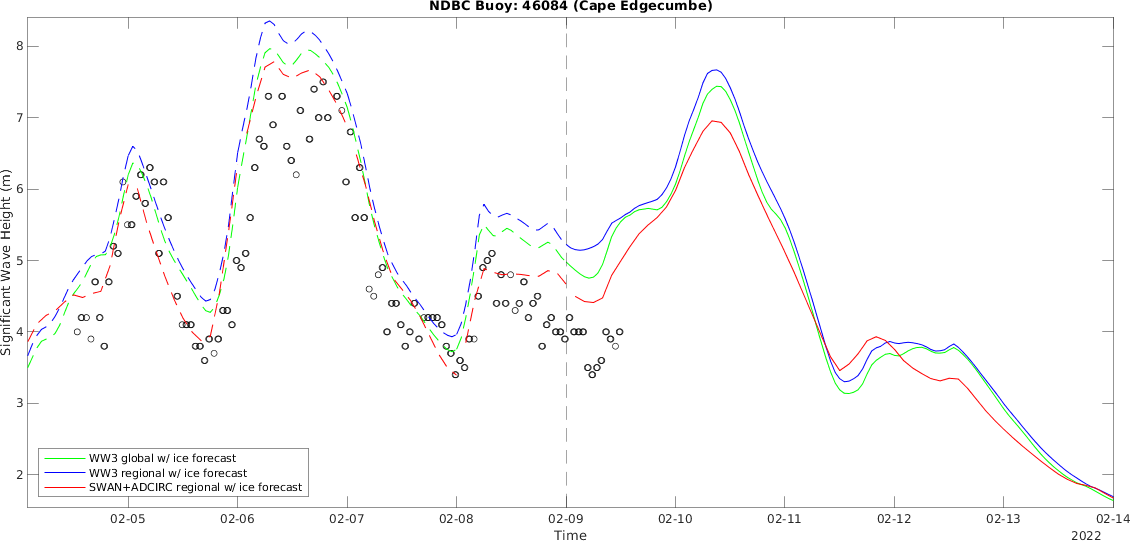 NDBC Buoy: 46084 (Cape Edgecumbe)
Significant Wave Height (m)
8
7
6
5
4
3
2
WW3 global w/ ice forecast
WW3 regional w/ ice forecast
SWAN+ADCIRC regional w/ ice forecast
02-05 02-06 02-07 02-08 02-09 02-10 02-11 02-12 02-13 02-14
Time
2022